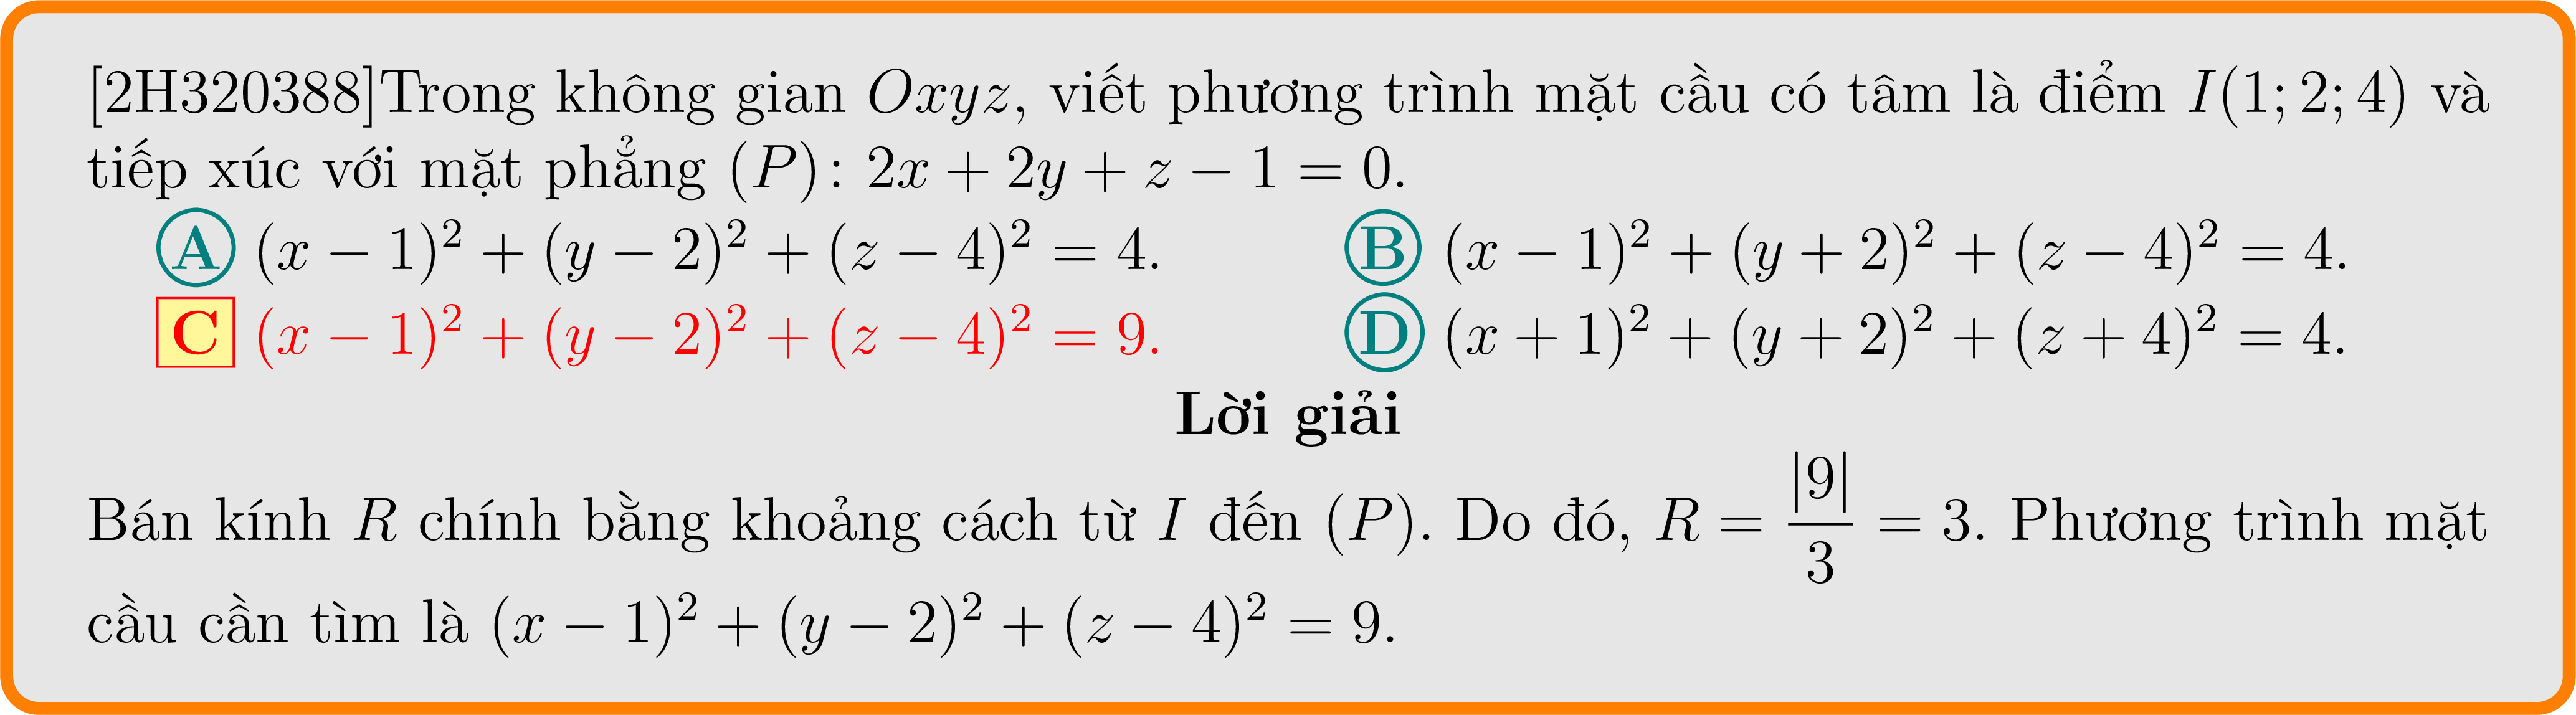 [2H320388]Trong không gian Oxyz, viết phương trình mặt cầu có tâm là điểm I(1; 2; 4) và
tiếp xúc với mặt phẳng (P): 2x + 2y + z − 1 = 0.
A (x − 1)² + (y − 2)² + (z − 4)² = 4. B (x − 1)² + (y + 2)² + (z − 4)² = 4.
C (x − 1)² + (y − 2)² + (z − 4)² = 9. D (x + 1)² + (y + 2)² + (z + 4)² = 4.
Lời giải
Bán kính R chính bằng khoảng cách từ I đến (P). Do đó, R = |9|/3 = 3. Phương trình mặt
cầu cần tìm là (x − 1)² + (y − 2)² + (z − 4)² = 9.